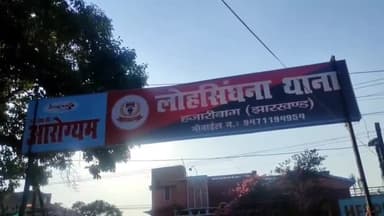 आरोग्यम
लोहसिंघना थाना
हजारीबाग (झारखण्ड)
मोबाईल न.: 9471194954